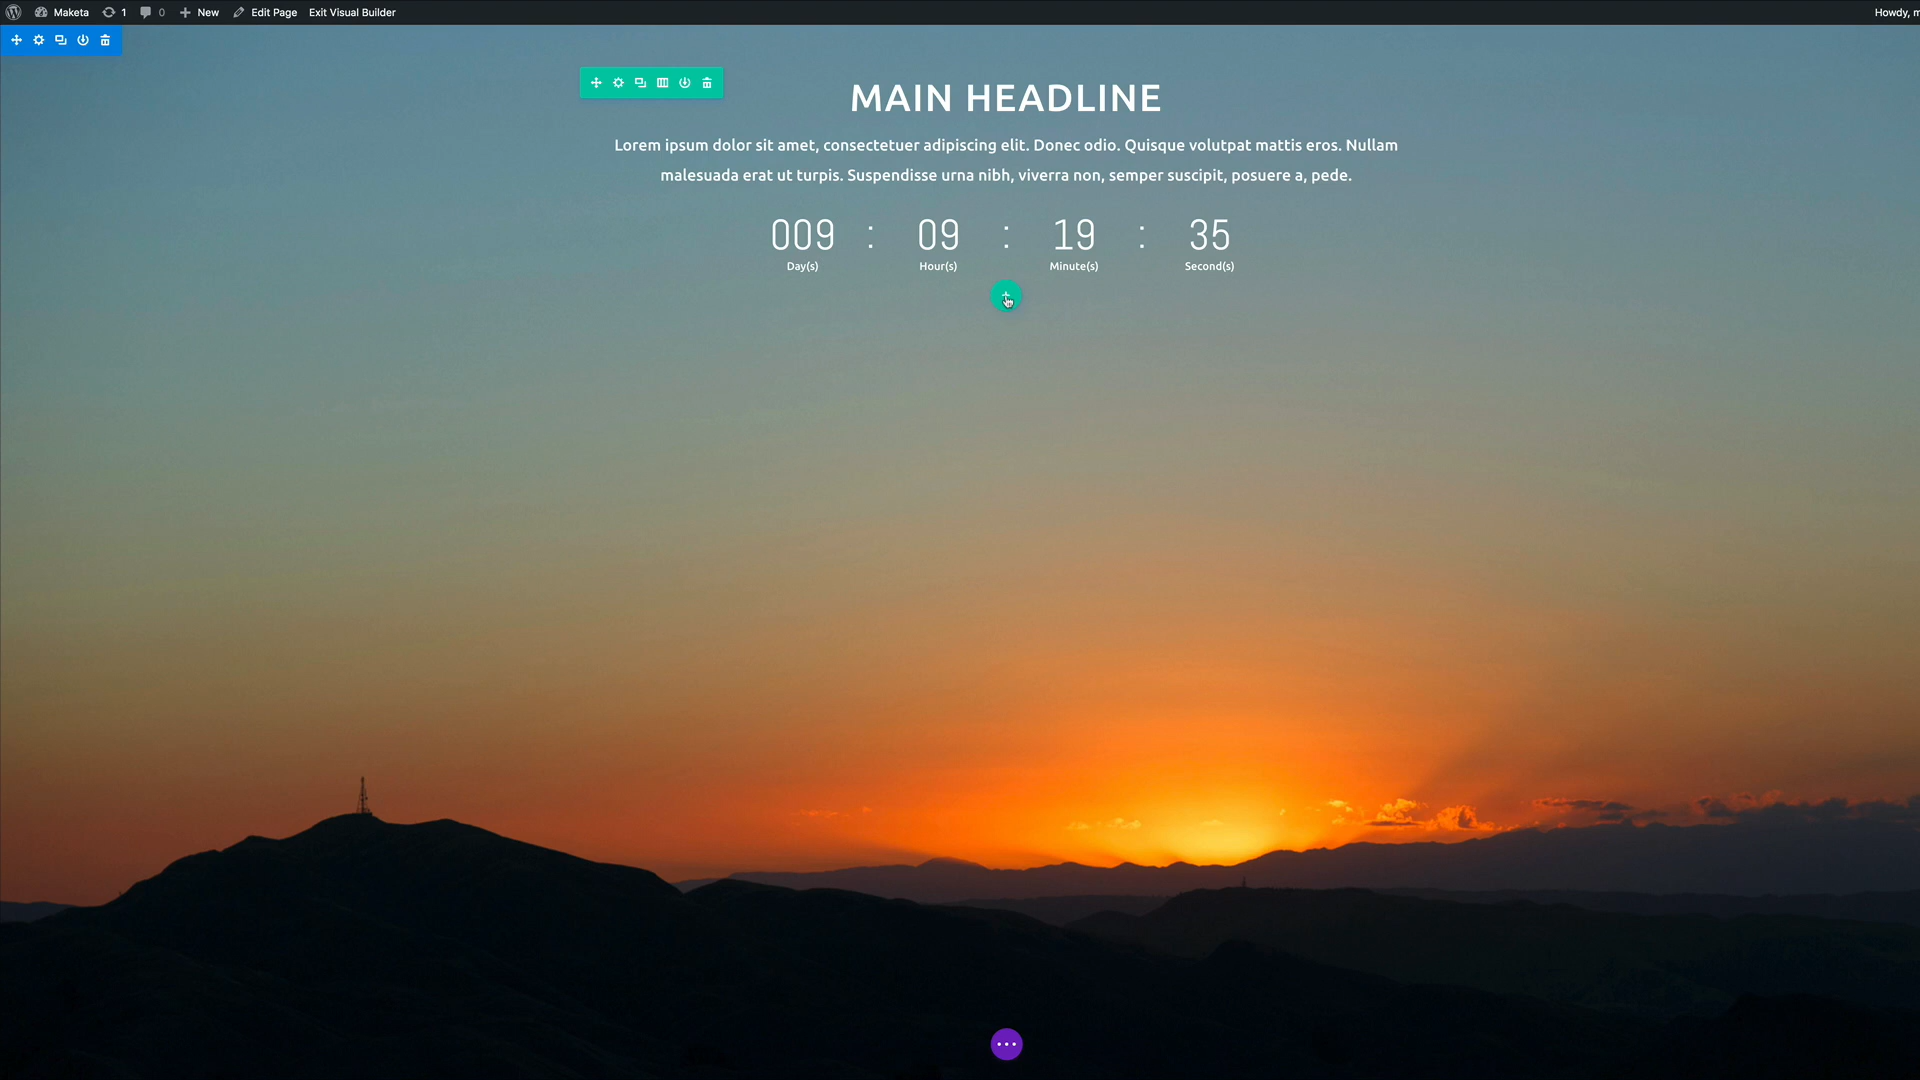 Maketa 1 0 New Edit Page Exit Visual Builder Howdy, m
MAIN HEADLINE
Lorem ipsum dolor sit amet, consectetuer adipiscing elit. Donec odio. Quisque volutpat mattis eros. Nullam
malesuada erat ut turpis. Suspendisse urna nibh, viverra non, semper suscipit, posuere a, pede.
009 : 09 : 19 : 35
Day(s) Hour(s) Minute(s) Second(s)